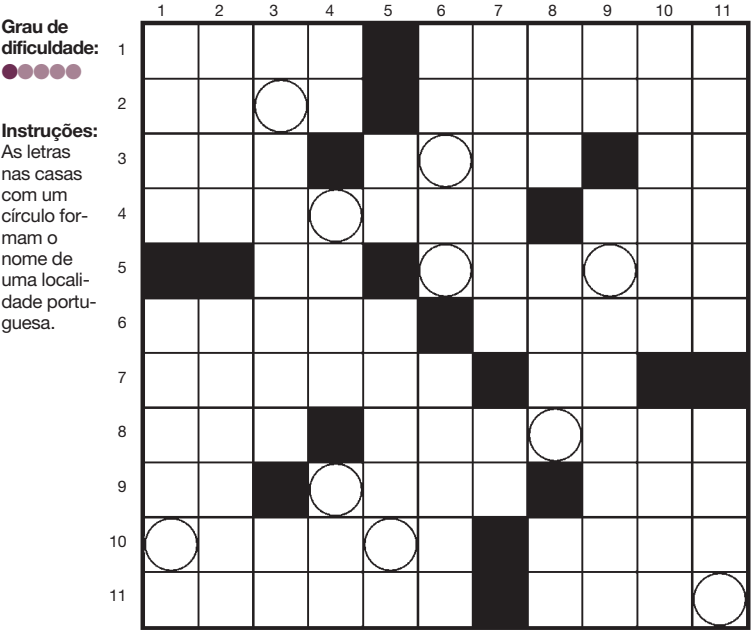 Grau de
dificuldade:
Instruções:
As letras
nas casas
com um
círculo for-
mam o
nome de
uma locali-
dade portu-
guesa.
1 2 3 4 5 6 7 8 9 10 11
1
2
3
4
5
6
7
8
9
10
11